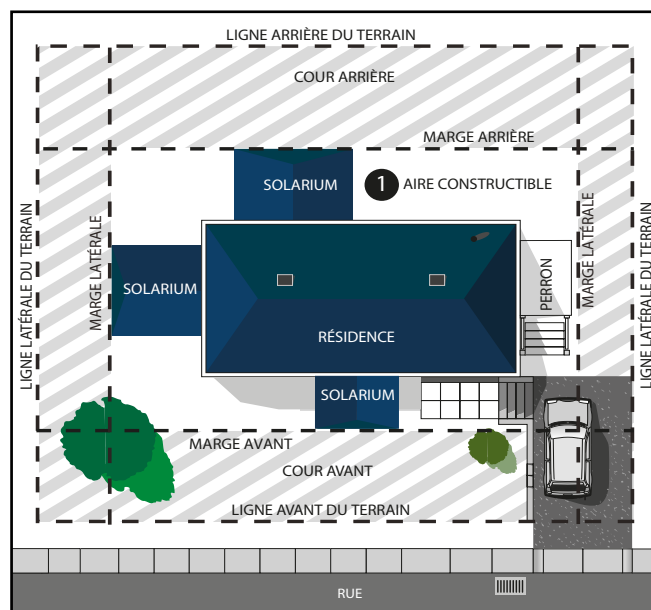 LIGNE ARRIÈRE DU TERRAIN
COUR ARRIÈRE
MARGE ARRIÈRE
SOLARIUM
1 AIRE CONSTRUCTIBLE
LIGNE LATÉRALE DU TERRAIN
MARGE LATÉRALE
SOLARIUM
RÉSIDENCE
PERRON
MARGE LATÉRALE
LIGNE LATÉRALE DU TERRAIN
SOLARIUM
MARGE AVANT
COUR AVANT
LIGNE AVANT DU TERRAIN
RUE